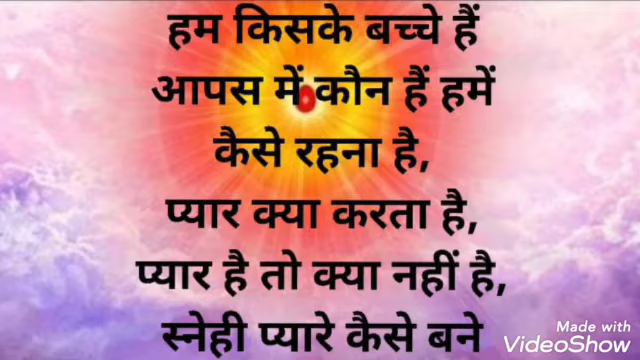 हम किसके बच्चे हैं
आपस में कौन हैं हमें
कैसे रहना है,
प्यार क्या करता है,
प्यार है तो क्या नहीं है,
स्नेही प्यारे कैसे बने
Made with
VideoShow